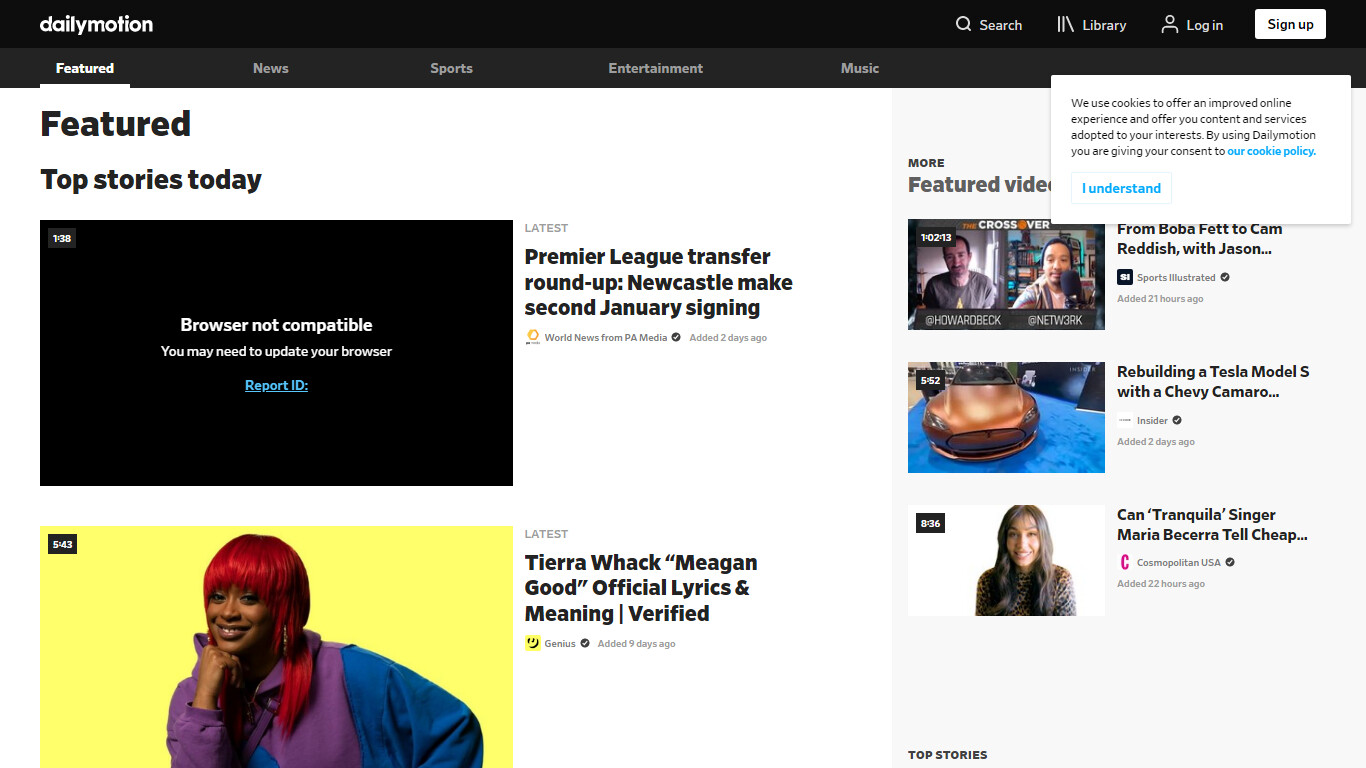 dailymotion
Search
Library
Log in
Sign up
Featured
News
Sports
Entertainment
Music
We use cookies to offer an improved online
experience and offer you content and services
adopted to your interests. By using Dailymotion
you are giving your consent to our cookie policy.
I understand
Featured
Top stories today
1:38
Browser not compatible
You may need to update your browser
Report ID:
LATEST
Premier League transfer
round-up: Newcastle make
second January signing
World News from PA Media
Added 2 days ago
5:43
LATEST
Tierra Whack “Meagan
Good” Official Lyrics &
Meaning | Verified
Genius
Added 9 days ago
MORE
Featured vide
1:02:13
THE CROSSOVER
@HOWARDBECK
@NETW3RK
From Boba Fett to Cam
Reddish, with Jason...
SI
Sports Illustrated
Added 21 hours ago
5:52
INSIDER
Rebuilding a Tesla Model S
with a Chevy Camaro...
Insider
Added 2 days ago
8:36
Can ‘Tranquila’ Singer
Maria Becerra Tell Cheap...
C
Cosmopolitan USA
Added 22 hours ago
TOP STORIES